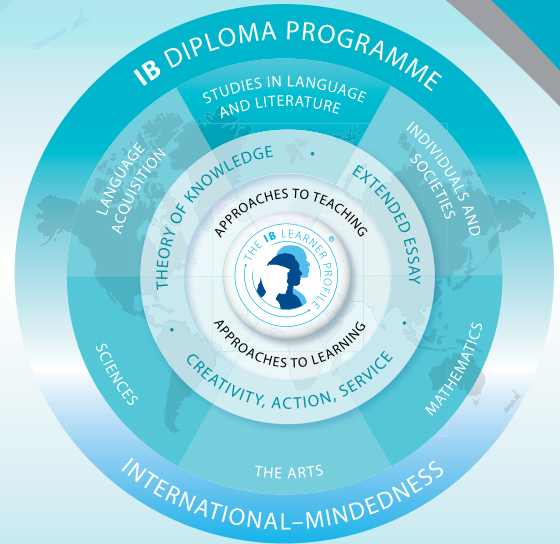 IB DIPLOMA PROGRAMME
STUDIES IN LANGUAGE
AND LITERATURE
LANGUAGE
ACQUISITION
INDIVIDUALS AND
SOCIETIES
THEORY OF KNOWLEDGE
EXTENDED ESSAY
APPROACHES TO TEACHING
THE IB LEARNER PROFILE ®
APPROACHES TO LEARNING
CREATIVITY, ACTION, SERVICE
SCIENCES
MATHEMATICS
THE ARTS
INTERNATIONAL–MINDEDNESS